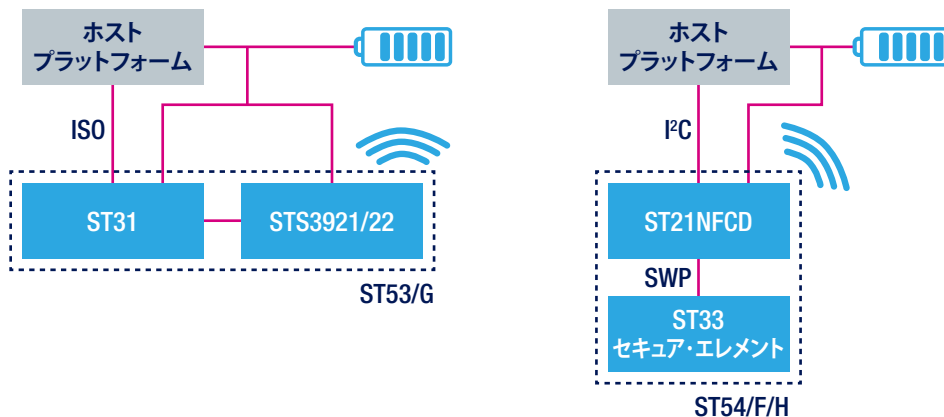 ホスト
プラットフォーム
ISO
ST31
STS3921/22
ST53/G
ホスト
プラットフォーム
I²C
ST21NFCD
SWP
ST33
セキュア・エレメント
ST54/F/H